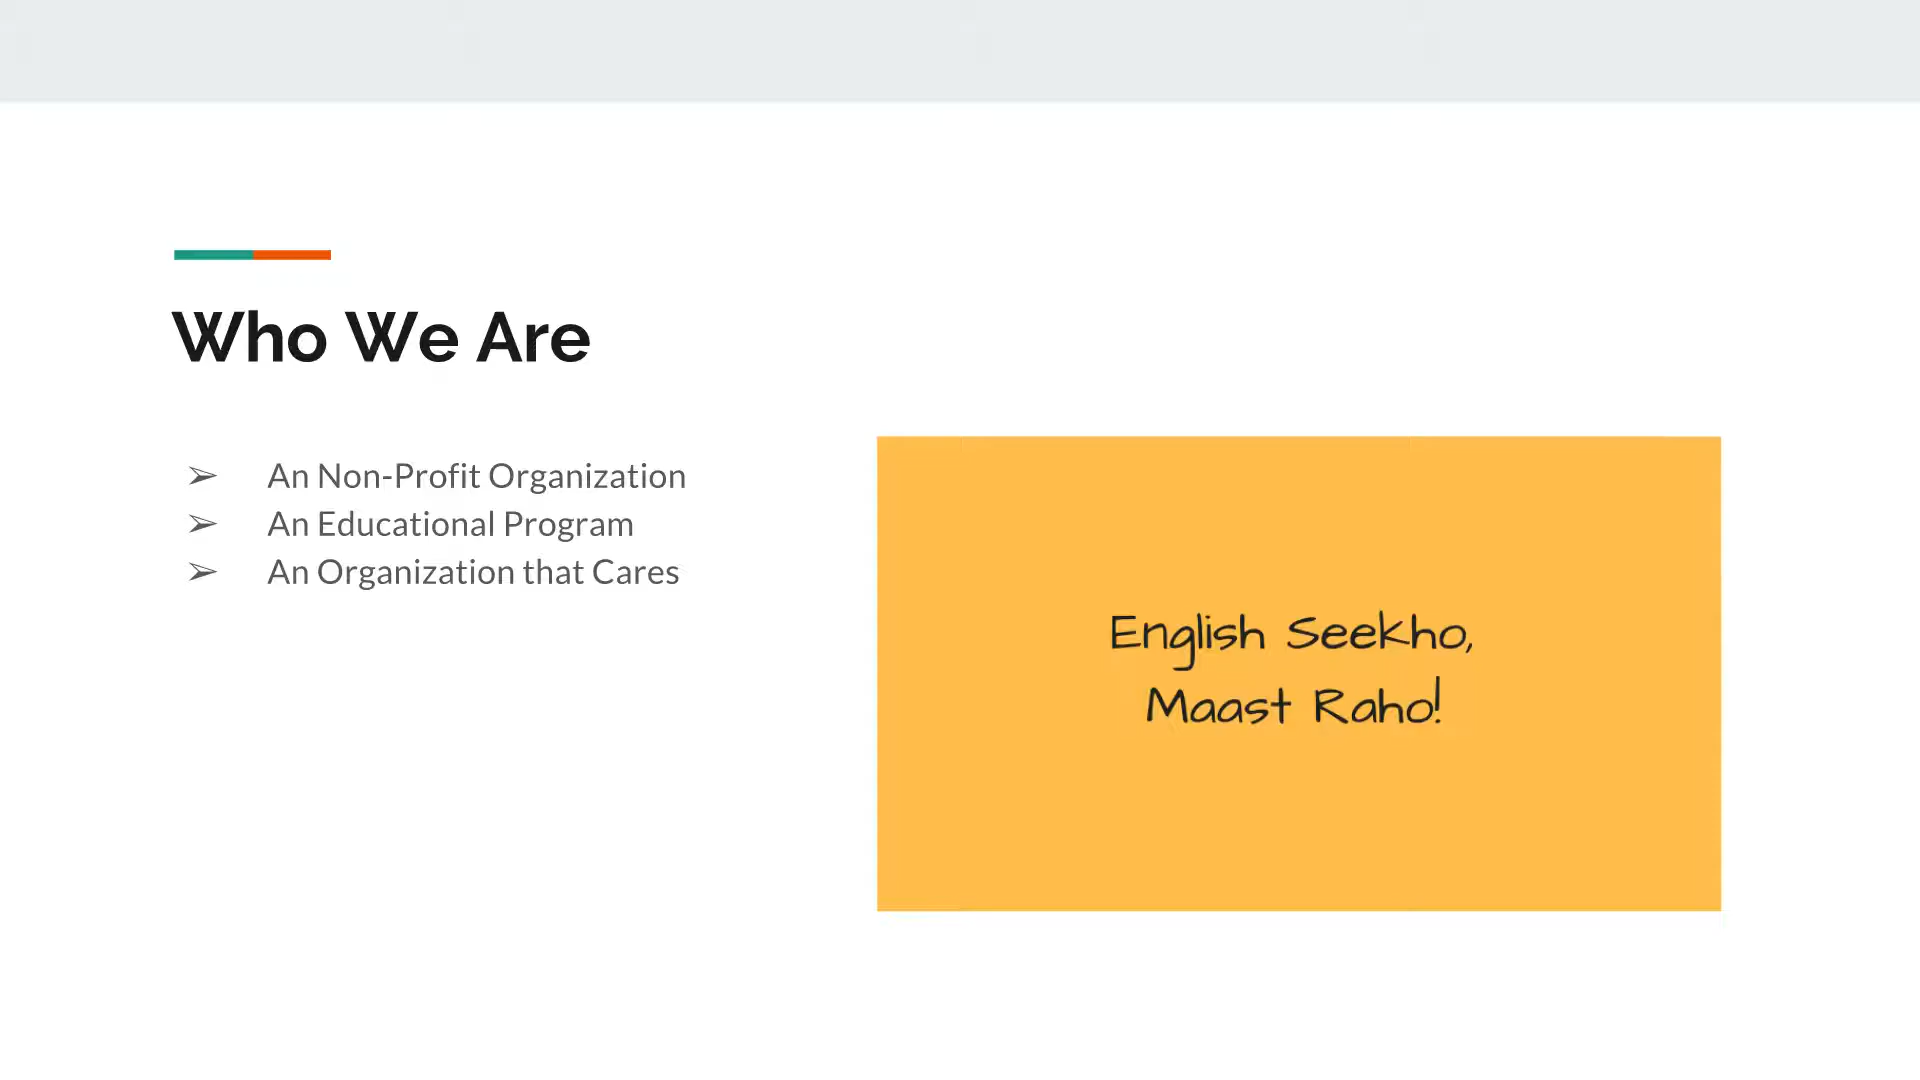 Who We Are
➢ An Non-Profit Organization
➢ An Educational Program
➢ An Organization that Cares
English Seekho,
Maast Raho!